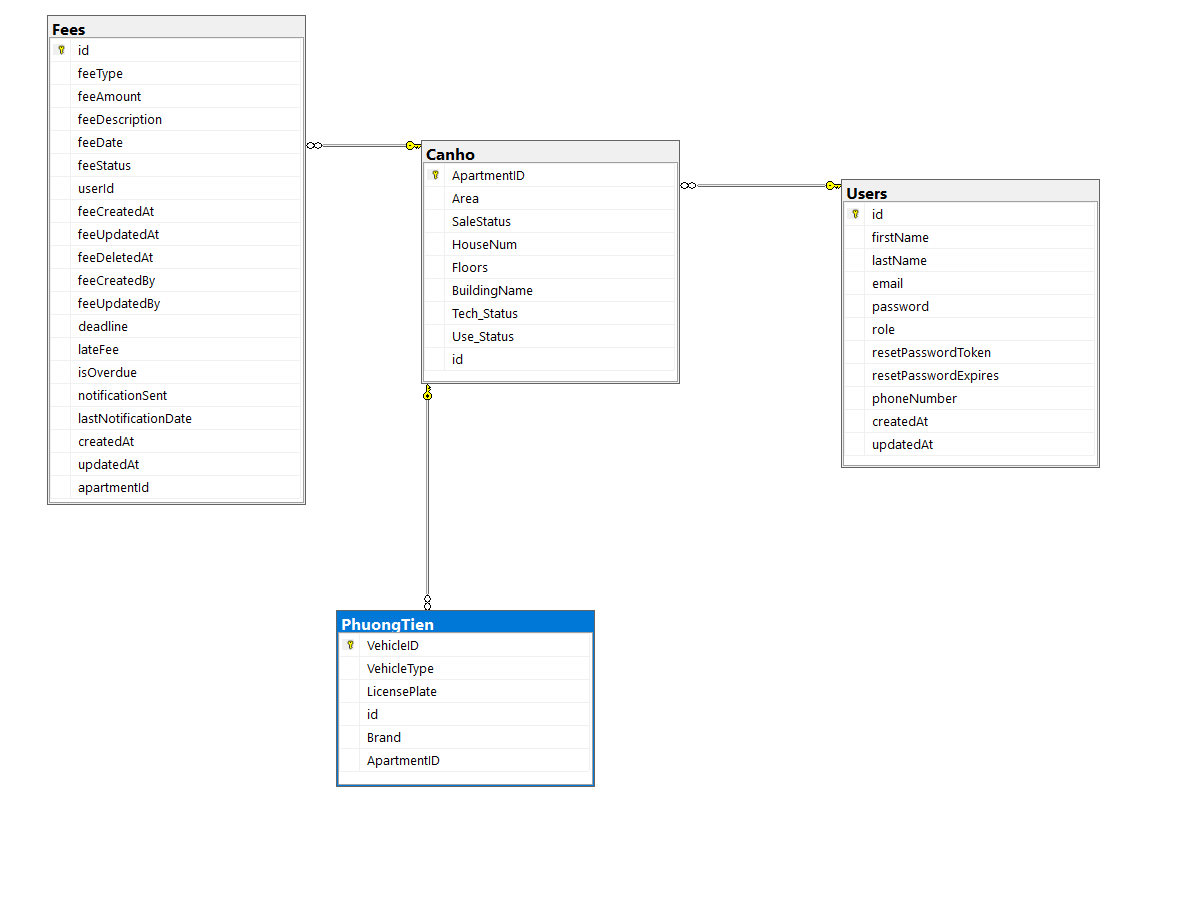 Fees
id
feeType
feeAmount
feeDescription
feeDate
feeStatus
userId
feeCreatedAt
feeUpdatedAt
feeDeletedAt
feeCreatedBy
feeUpdatedBy
deadline
lateFee
isOverdue
notificationSent
lastNotificationDate
createdAt
updatedAt
apartmentId
Canho
ApartmentID
Area
SaleStatus
HouseNum
Floors
BuildingName
Tech_Status
Use_Status
id
Users
id
firstName
lastName
email
password
role
resetPasswordToken
resetPasswordExpires
phoneNumber
createdAt
updatedAt
PhuongTien
VehicleID
VehicleType
LicensePlate
id
Brand
ApartmentID